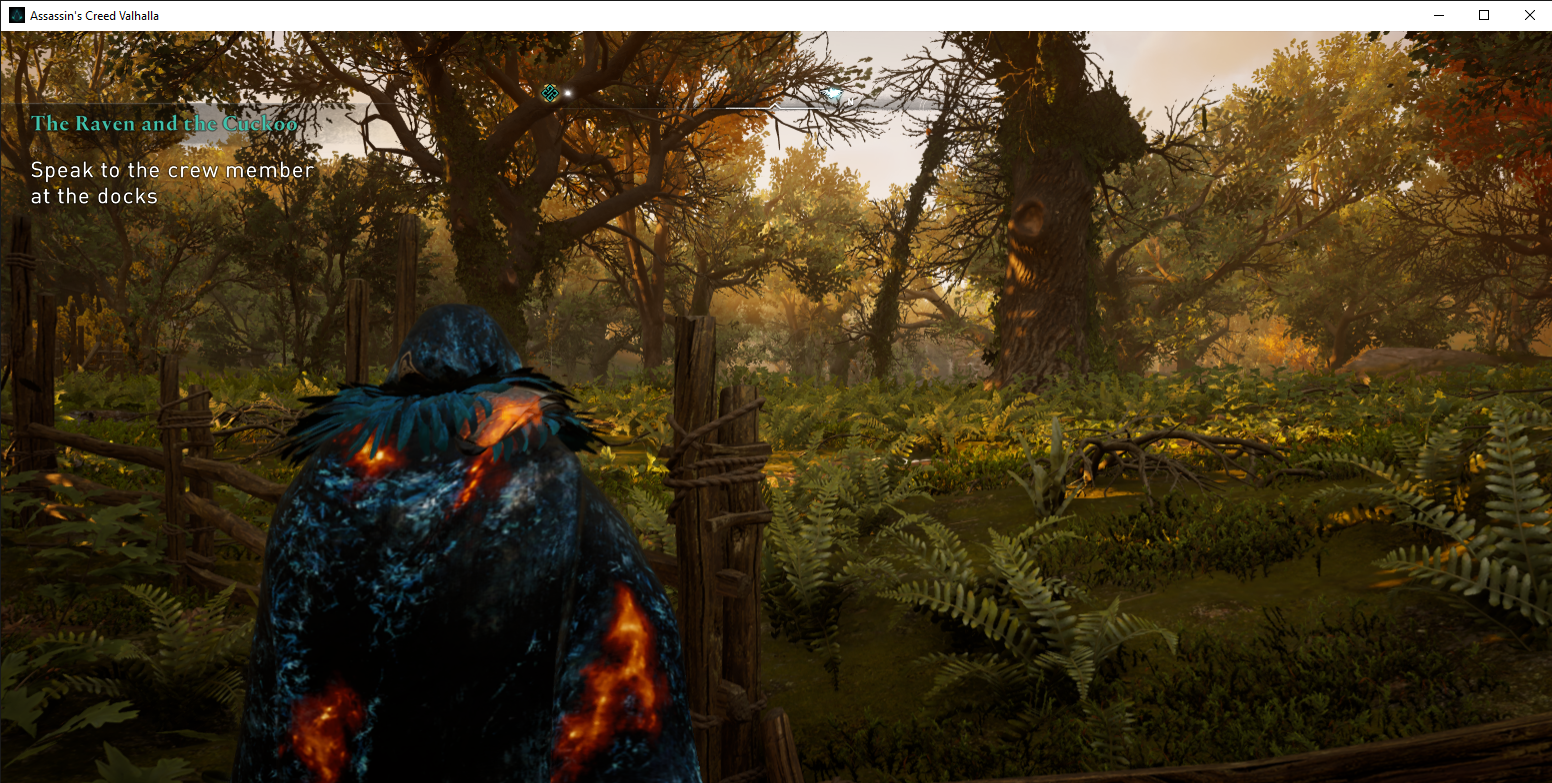 Assassin's Creed Valhalla
The Raven and the Cuckoo
Speak to the crew member
at the docks